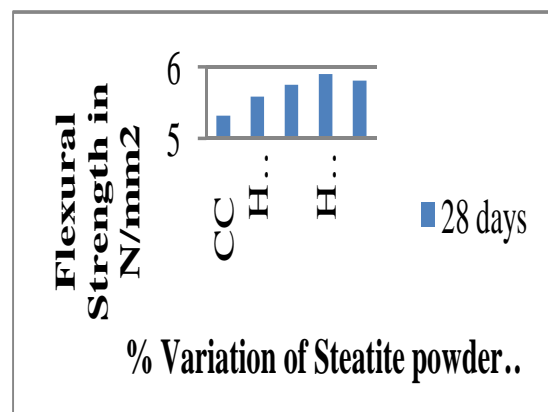 Flexural
Strength in
N/mm2
6
5
CC
H..
H..
28 days
% Variation of Steatite powder..